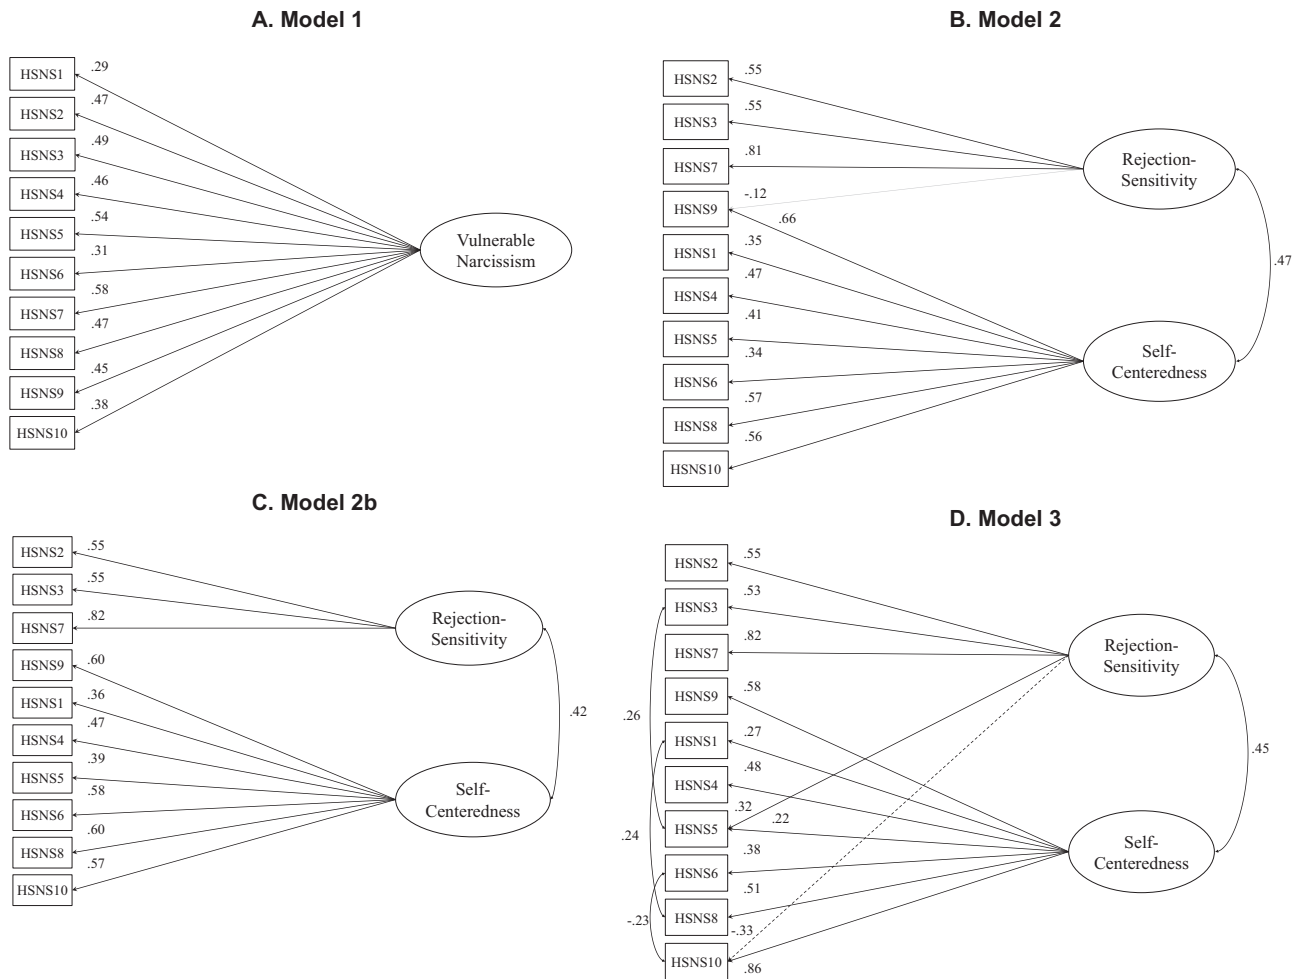 A. Model 1
HSNS1
HSNS2
HSNS3
HSNS4
HSNS5
HSNS6
HSNS7
HSNS8
HSNS9
HSNS10
.29
.47
.49
.46
.54
.31
.58
.47
.45
.38
Vulnerable
Narcissism
B. Model 2
HSNS2
HSNS3
HSNS7
HSNS9
HSNS1
HSNS4
HSNS5
HSNS6
HSNS8
HSNS10
.55
.55
.81
-.12
.66
.35
.47
.41
.34
.57
.56
Rejection-
Sensitivity
Self-
Centeredness
.47
C. Model 2b
HSNS2
HSNS3
HSNS7
HSNS9
HSNS1
HSNS4
HSNS5
HSNS6
HSNS8
HSNS10
.55
.55
.82
.60
.36
.47
.39
.58
.60
.57
Rejection-
Sensitivity
Self-
Centeredness
.42
D. Model 3
HSNS2
HSNS3
HSNS7
HSNS9
HSNS1
HSNS4
HSNS5
HSNS6
HSNS8
HSNS10
.26
.24
-.23
.55
.53
.82
.58
.27
.48
.32
.22
.38
.51
-.33
.86
Rejection-
Sensitivity
Self-
Centeredness
.45